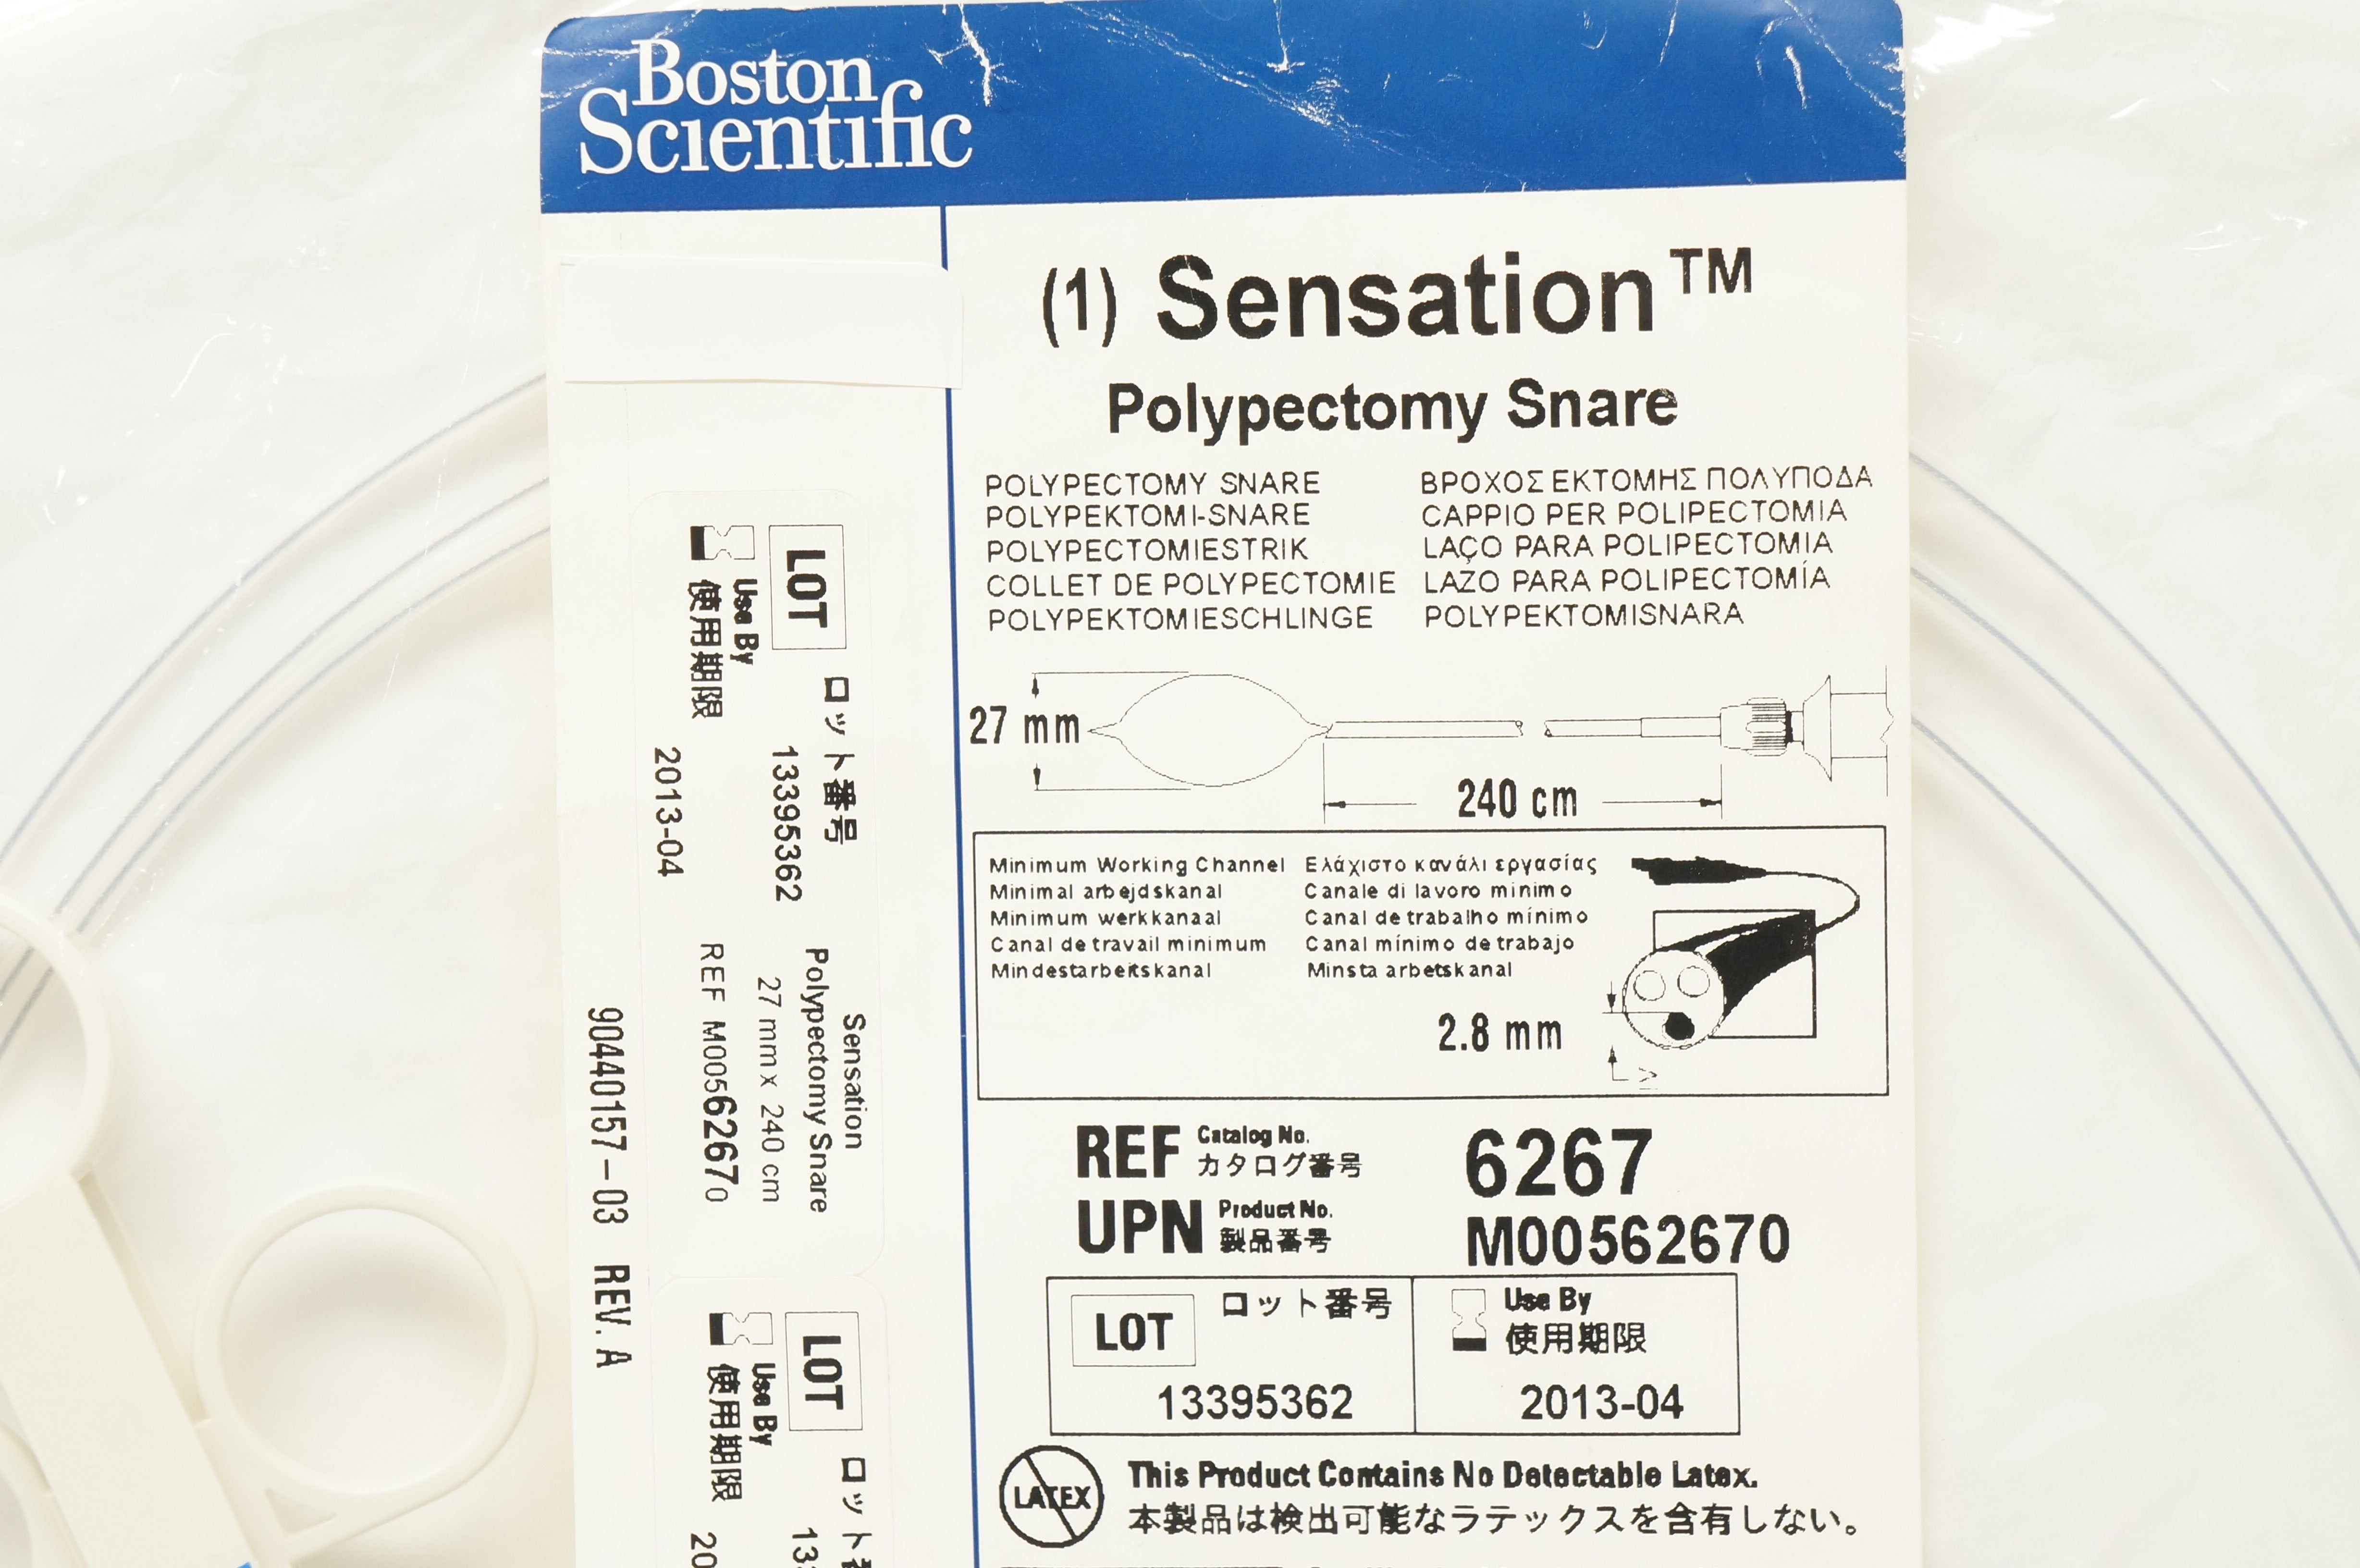 Boston
Scientific
(1) Sensation™
Polypectomy Snare
POLYPECTOMY SNARE
POLYPEKTOMI-SNARE
POLYPECTOMIESTRIK
COLLET DE POLYPECTOMIE
POLYPEKTOMIESCHLINGE
ΒΡΟΧΟΣ ΕΚΤΟΜΗΣ ΠΟΛΥΠΟΔΑ
CAPPIO PER POLIPECTOMIA
LAÇO PARA POLIPECTOMIA
LAZO PARA POLIPECTOMÍA
POLYPEKTOMISNARA
27 mm
240 cm
Minimum Working Channel
Minimal arbejdskanal
Minimum werkkanaal
Canal de travail minimum
Mindestarbeitskanal
Ελάχιστο κανάλι εργασίας
Canale di lavoro minimo
Canal de trabalho mínimo
Canal mínimo de trabajo
Minsta arbetskanal
2.8 mm
REF Catalog No. 6267
カタログ番号
UPN Product No. M00562670
製品番号
LOT ロット番号
13395362
Use By
使用期限
2013-04
LATEX
This Product Contains No Detectable Latex.
本製品は検出可能なラテックスを含有しない。
LOT ロット番号
13395362
Use By
使用期限
2013-04
Sensation
Polypectomy Snare
27 mm x 240 cm
REF M00562670
90440157-03 REV. A
LOT ロット番
13
Use By
使用期限
20